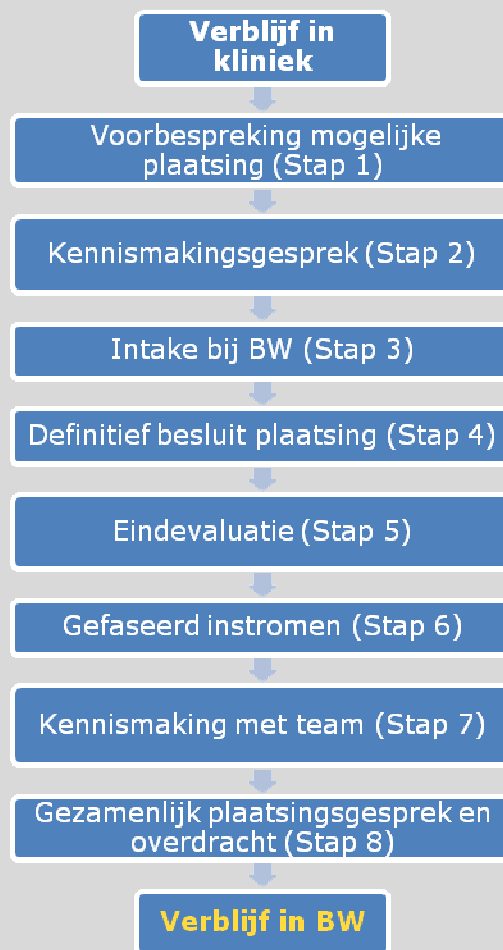 Verblijf in
kliniek
Voorbespreking mogelijke
plaatsing (Stap 1)
Kennismakingsgesprek (Stap 2)
Intake bij BW (Stap 3)
Definitief besluit plaatsing (Stap 4)
Eindevaluatie (Stap 5)
Gefaseerd instromen (Stap 6)
Kennismaking met team (Stap 7)
Gezamenlijk plaatsingsgesprek en
overdracht (Stap 8)
Verblijf in BW